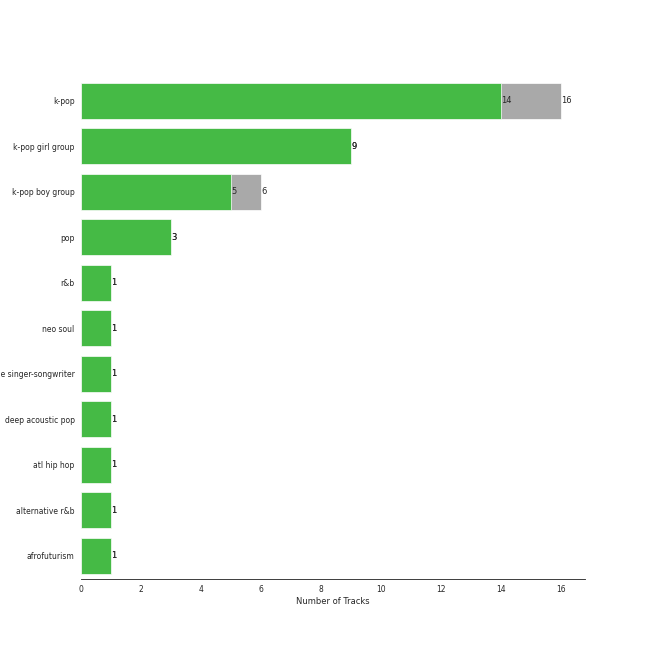 k-pop 14 16
k-pop girl group 9
k-pop boy group 5 6
pop 3
r&b 1
neo soul 1
e singer-songwriter 1
deep acoustic pop 1
atl hip hop 1
alternative r&b 1
afrofuturism 1
0 2 4 6 8 10 12 14 16
Number of Tracks